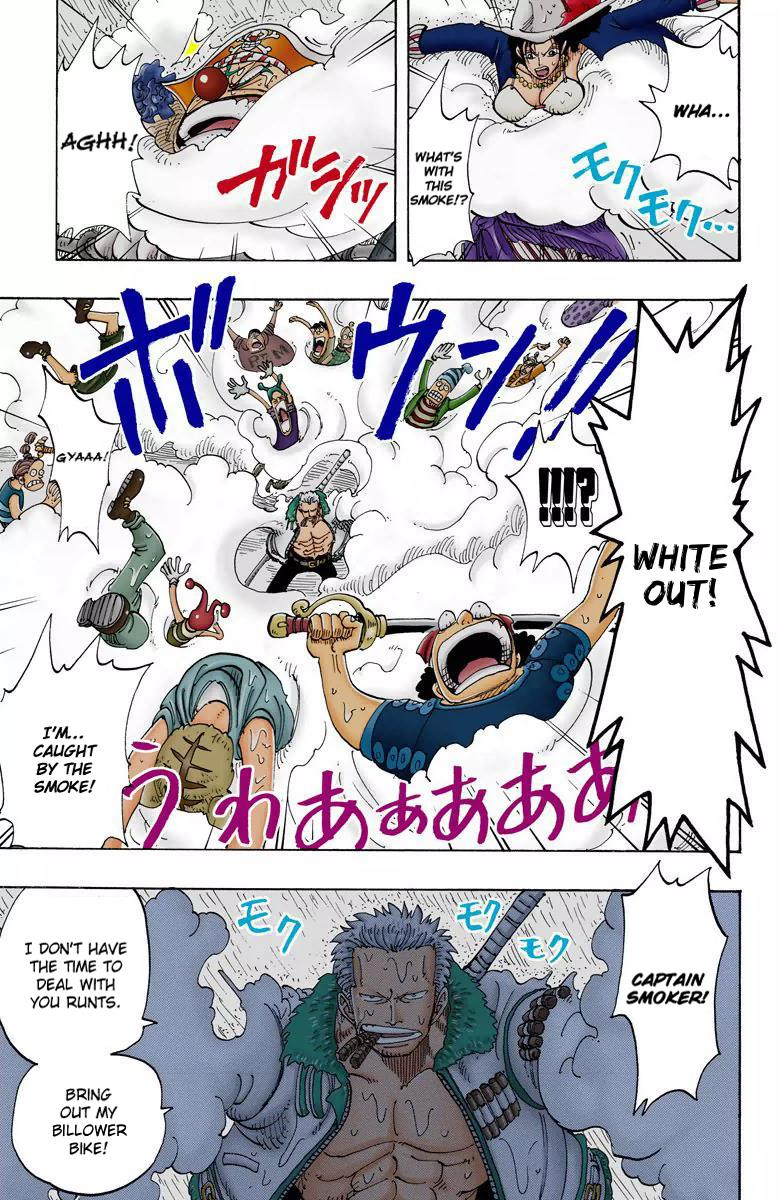 WHA...
WHAT'S
WITH
THIS
SMOKE!?
モクモク...
AGHH!
ガシッ
WHITE
OUT!
!!!!?
ボウン!!
GYAAA!
I'M...
CAUGHT
BY THE
SMOKE!
うわあぁあああ
CAPTAIN
SMOKER!
モク
モク
モク
I DON'T HAVE
THE TIME TO
DEAL WITH
YOU RUNTS.
BRING
OUT MY
BILLOWER
BIKE!